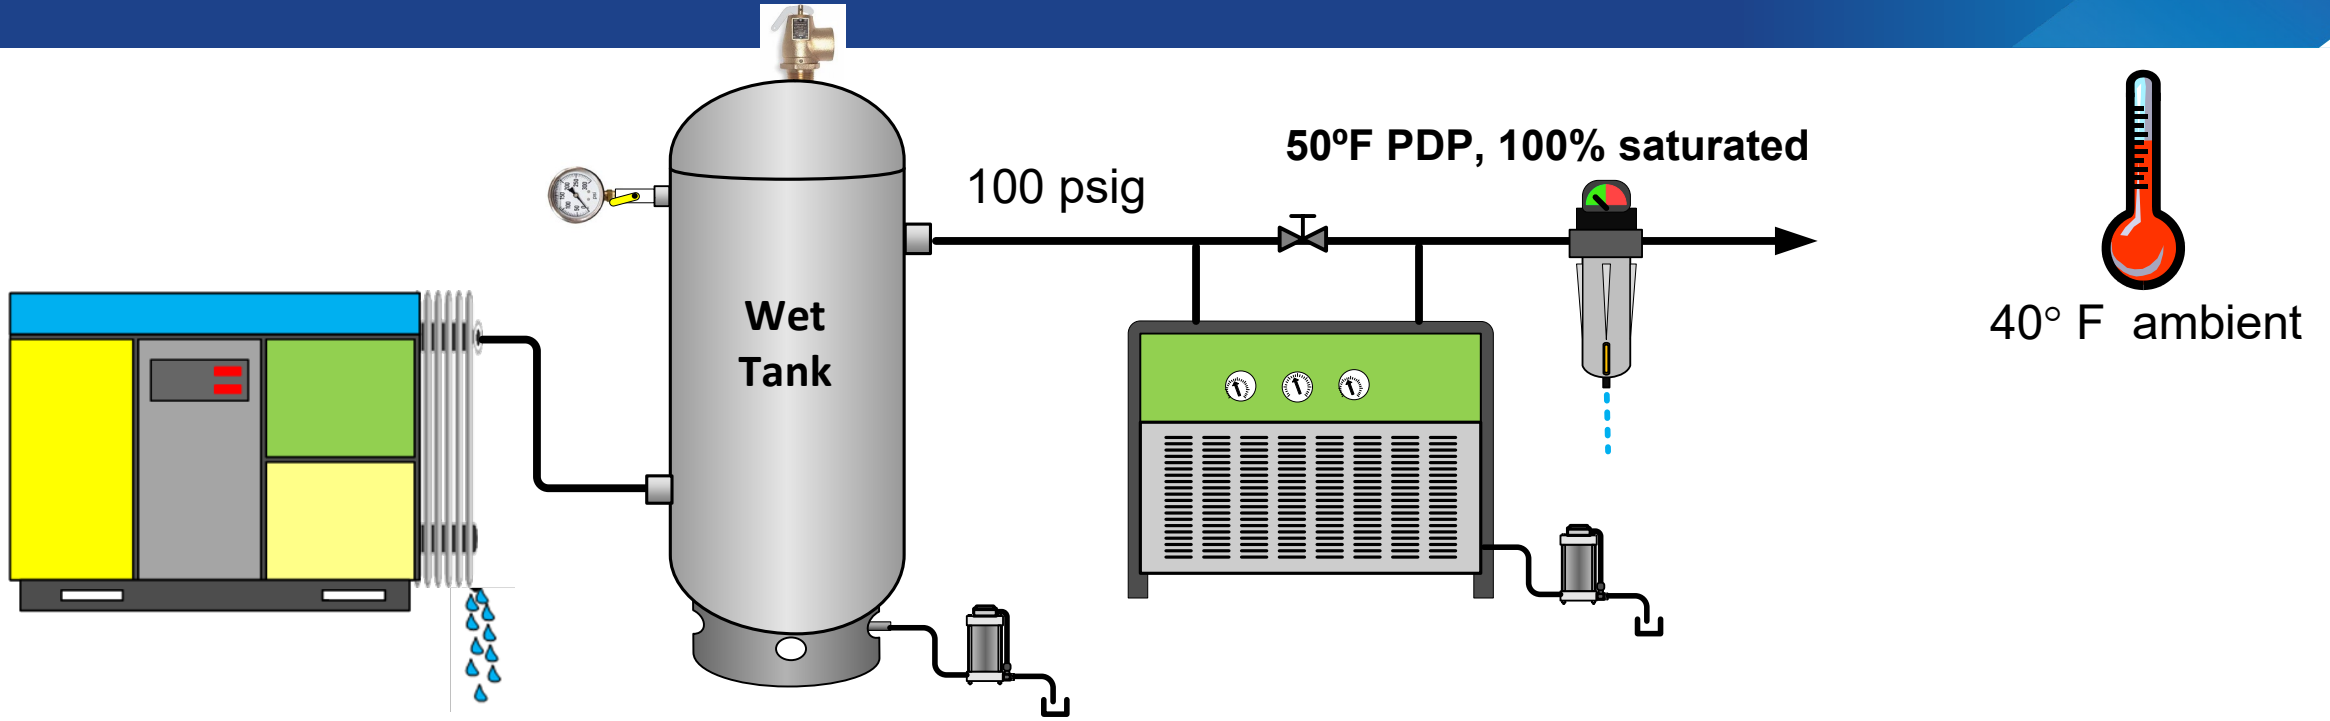 50ºF PDP, 100% saturated
100 psig
Wet
Tank
40° F ambient